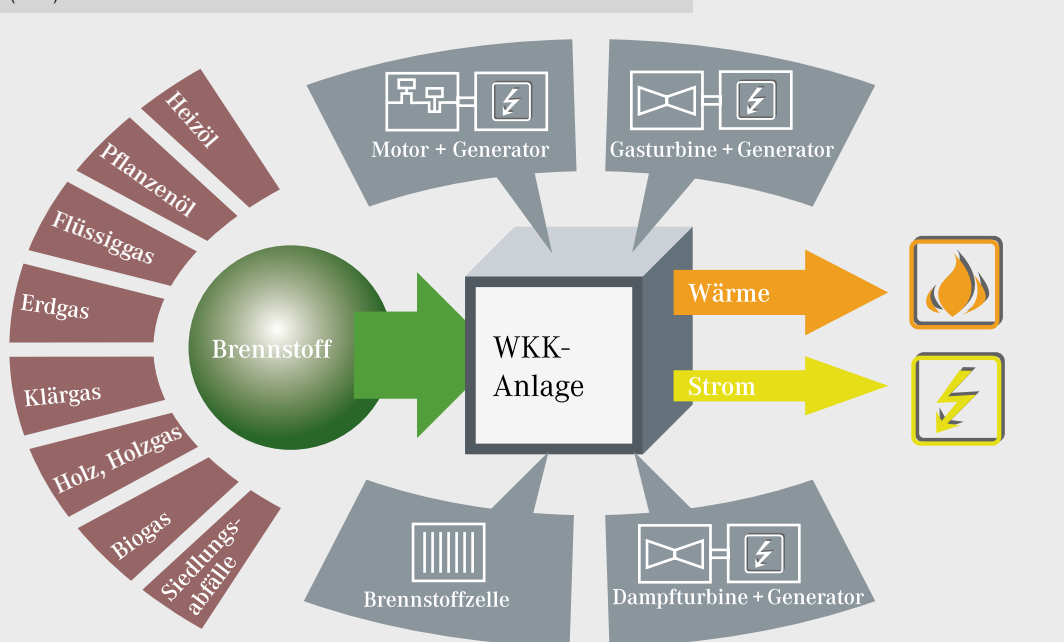 Heizöl
Pflanzenöl
Flüssiggas
Erdgas
Klärgas
Holz, Holzgas
Biogas
Siedlungs-
abfälle
Brennstoff
Motor + Generator
Gasturbine + Generator
WKK-
Anlage
Wärme
Strom
Brennstoffzelle
Dampfturbine + Generator